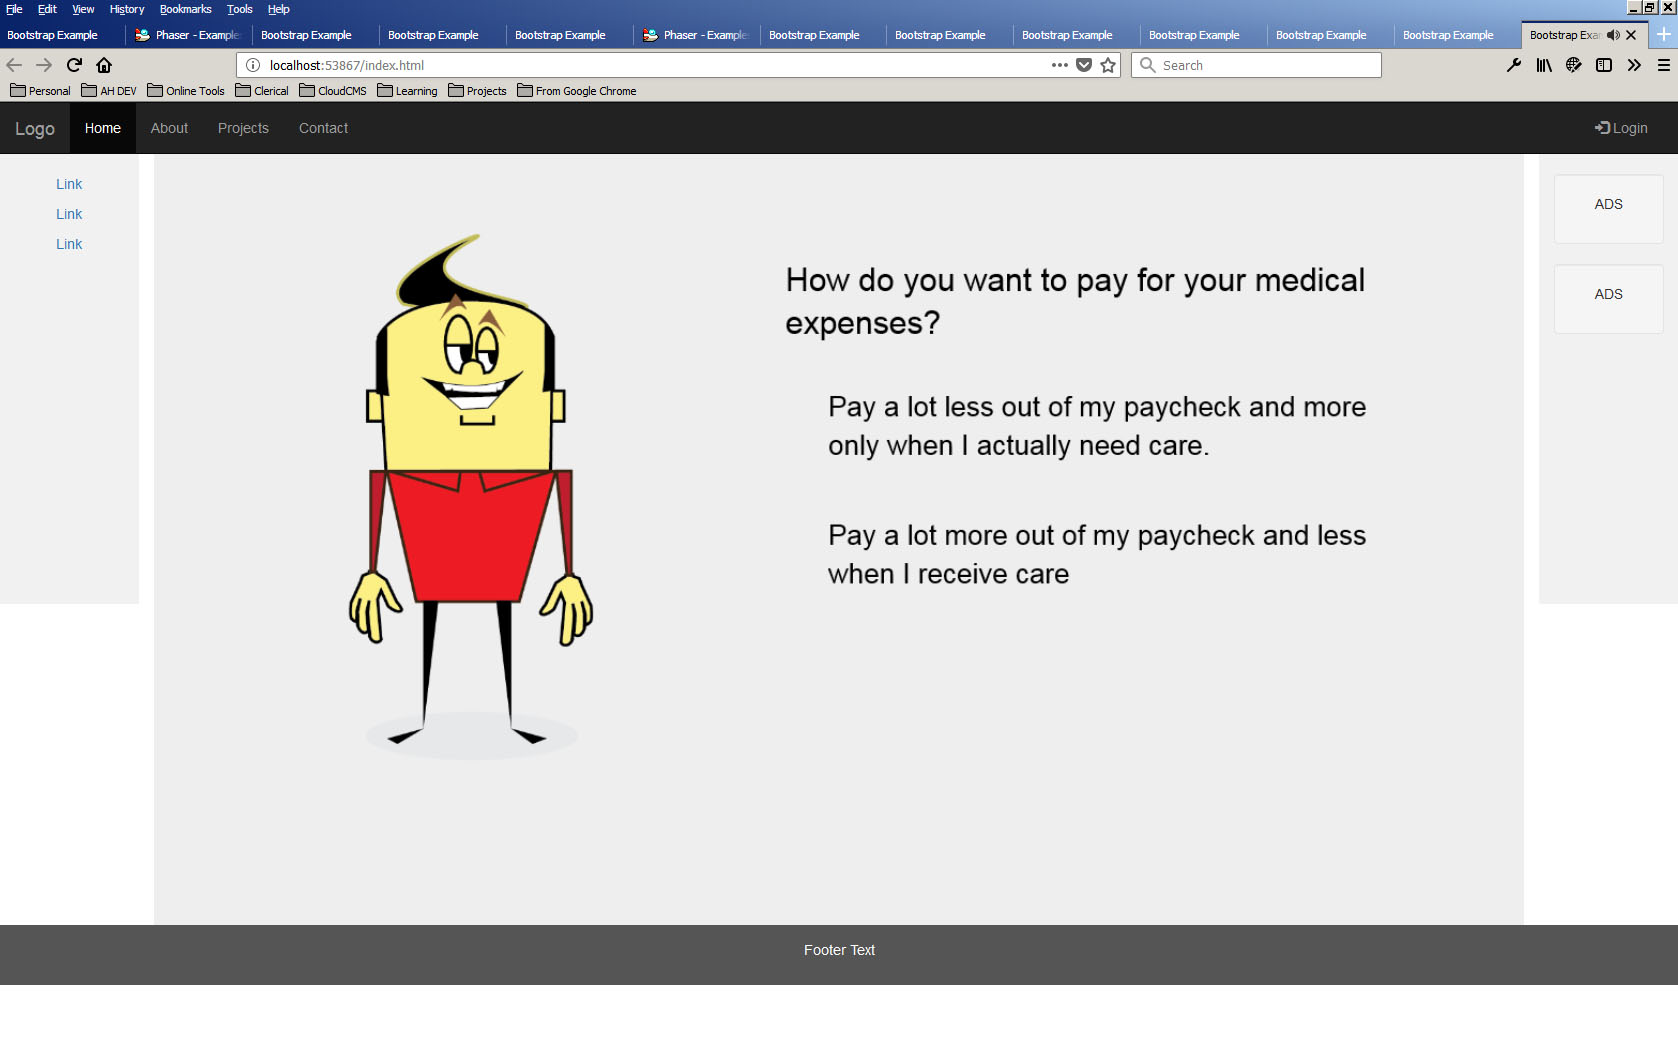 File Edit View History Bookmarks Tools Help
Bootstrap Example Phaser - Example Bootstrap Example Bootstrap Example Bootstrap Example Phaser - Example Bootstrap Example Bootstrap Example Bootstrap Example Bootstrap Example Bootstrap Example Bootstrap Example Bootstrap Exa
localhost:53867/index.html Search
Personal AH DEV Online Tools Clerical CloudCMS Learning Projects From Google Chrome
Logo Home About Projects Contact Login
Link
Link
Link
How do you want to pay for your medical
expenses?
Pay a lot less out of my paycheck and more
only when I actually need care.
Pay a lot more out of my paycheck and less
when I receive care
ADS
ADS
Footer Text